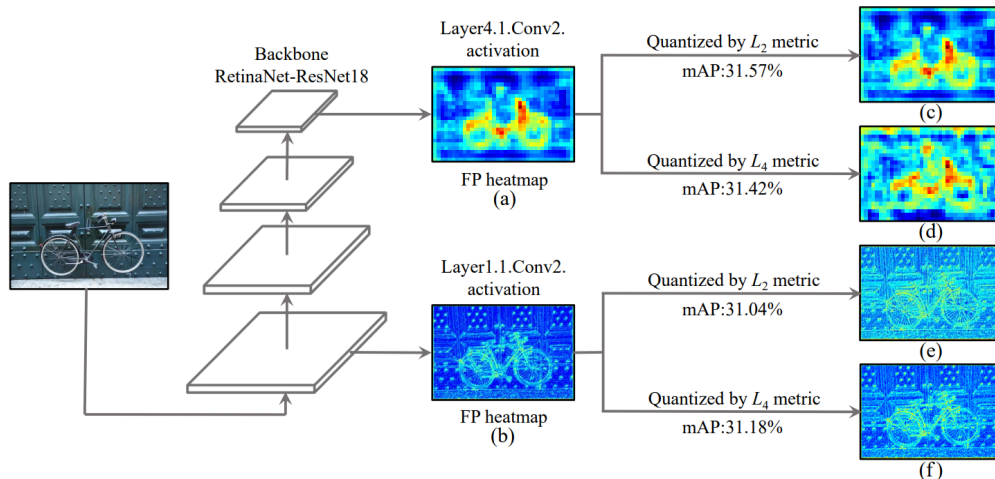 Backbone
RetinaNet-ResNet18
Layer4.1.Conv2.
activation
FP heatmap
(a)
Quantized by L2 metric
mAP:31.57%
(c)
Quantized by L4 metric
mAP:31.42%
(d)
Layer1.1.Conv2.
activation
FP heatmap
(b)
Quantized by L2 metric
mAP:31.04%
(e)
Quantized by L4 metric
mAP:31.18%
(f)